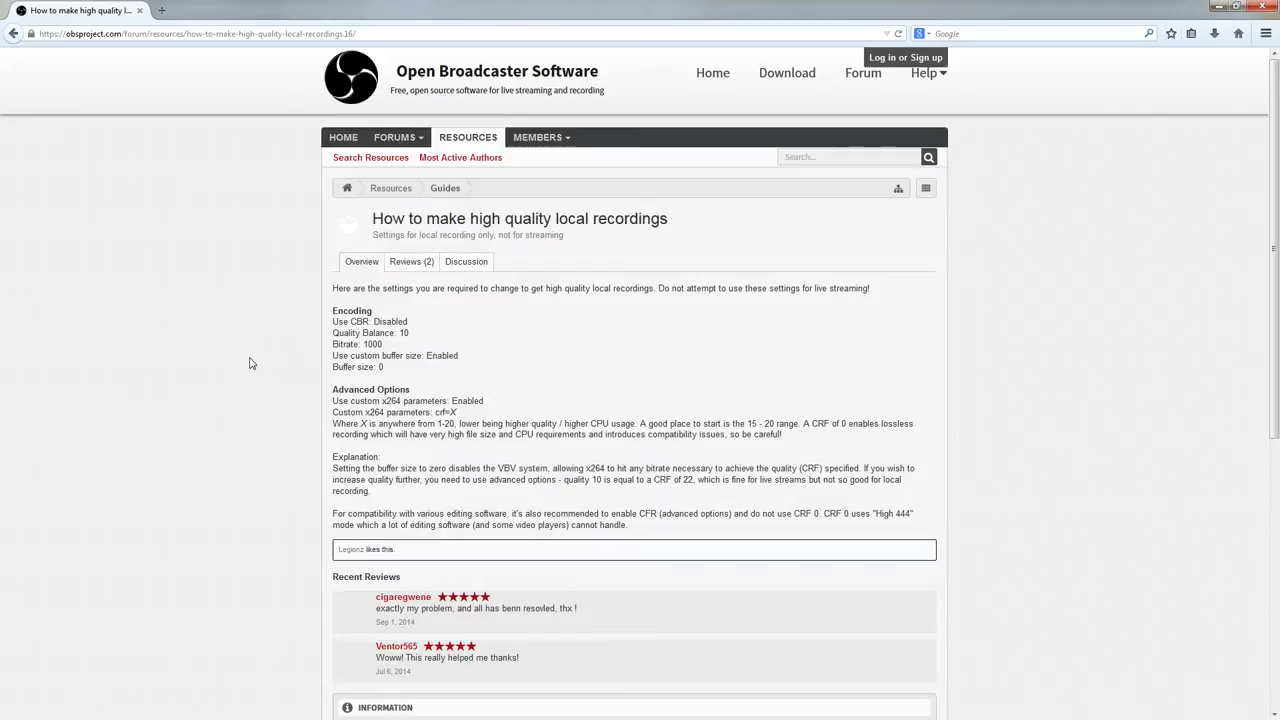 How to make high quality l...
https://obsproject.com/forum/resources/how-to-make-high-quality-local-recordings.16/
Google
Log in or Sign up
Open Broadcaster Software
Free, open source software for live streaming and recording
Home
Download
Forum
Help
HOME
FORUMS
RESOURCES
MEMBERS
Search Resources
Most Active Authors
Search...
Resources
Guides
How to make high quality local recordings
Settings for local recording only, not for streaming
Overview
Reviews (2)
Discussion
Here are the settings you are required to change to get high quality local recordings. Do not attempt to use these settings for live streaming!
Encoding
Use CBR: Disabled
Quality Balance: 10
Bitrate: 1000
Use custom buffer size: Enabled
Buffer size: 0
Advanced Options
Use custom x264 parameters: Enabled
Custom x264 parameters: crf=X
Where X is anywhere from 1-20, lower being higher quality / higher CPU usage. A good place to start is the 15 - 20 range. A CRF of 0 enables lossless
recording which will have very high file size and CPU requirements and introduces compatibility issues, so be careful!
Explanation:
Setting the buffer size to zero disables the VBV system, allowing x264 to hit any bitrate necessary to achieve the quality (CRF) specified. If you wish to
increase quality further, you need to use advanced options - quality 10 is equal to a CRF of 22, which is fine for live streams but not so good for local
recording.
For compatibility with various editing software, it's also recommended to enable CFR (advanced options) and do not use CRF 0. CRF 0 uses "High 444"
mode which a lot of editing software (and some video players) cannot handle.
Legionz likes this.
Recent Reviews
cigaregwene
exactly my problem, and all has benn resovled, thx !
Sep 1, 2014
Ventor565
Woww! This really helped me thanks!
Jul 6, 2014
INFORMATION